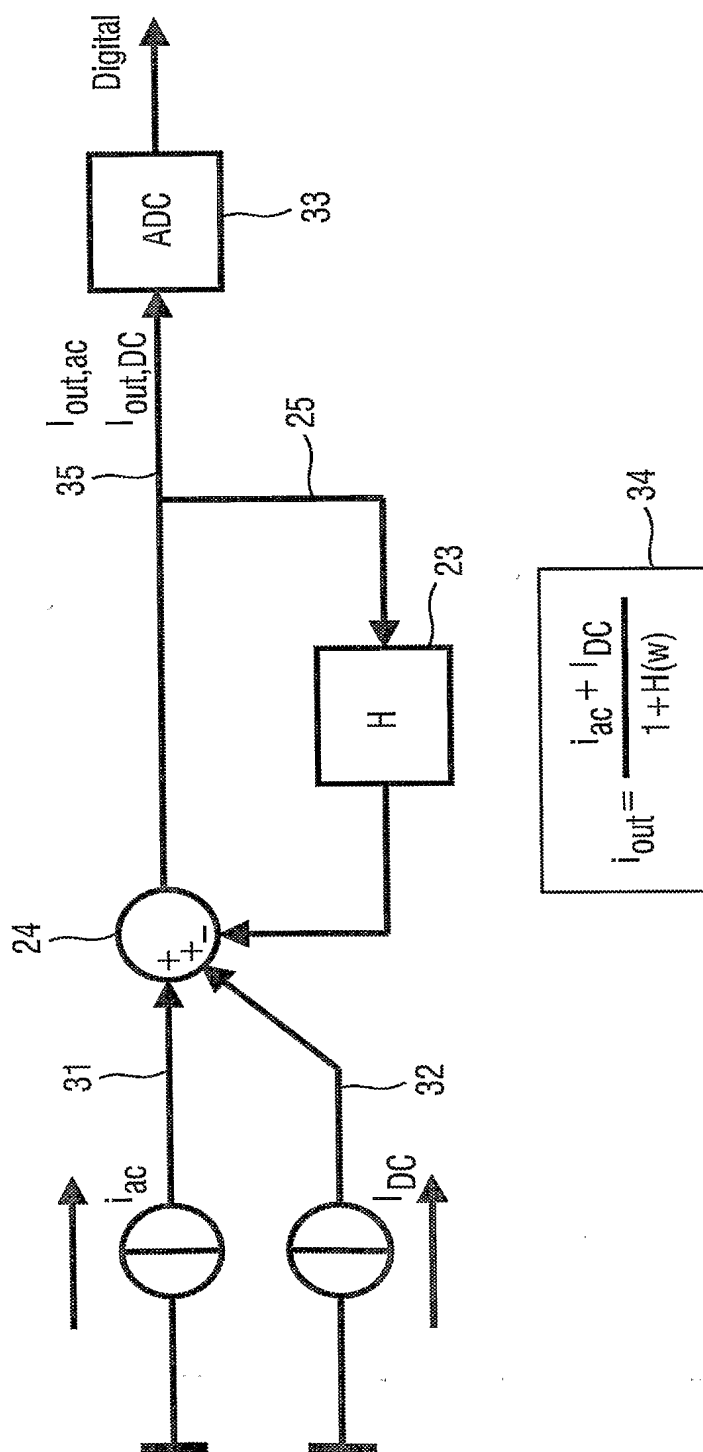 Digital
ADC
33
I_out,ac
I_out,DC
35
25
23
H
24
31
i_ac
32
I_DC
34
i_out = (i_ac + I_DC) / (1+H(w))
+
+
-